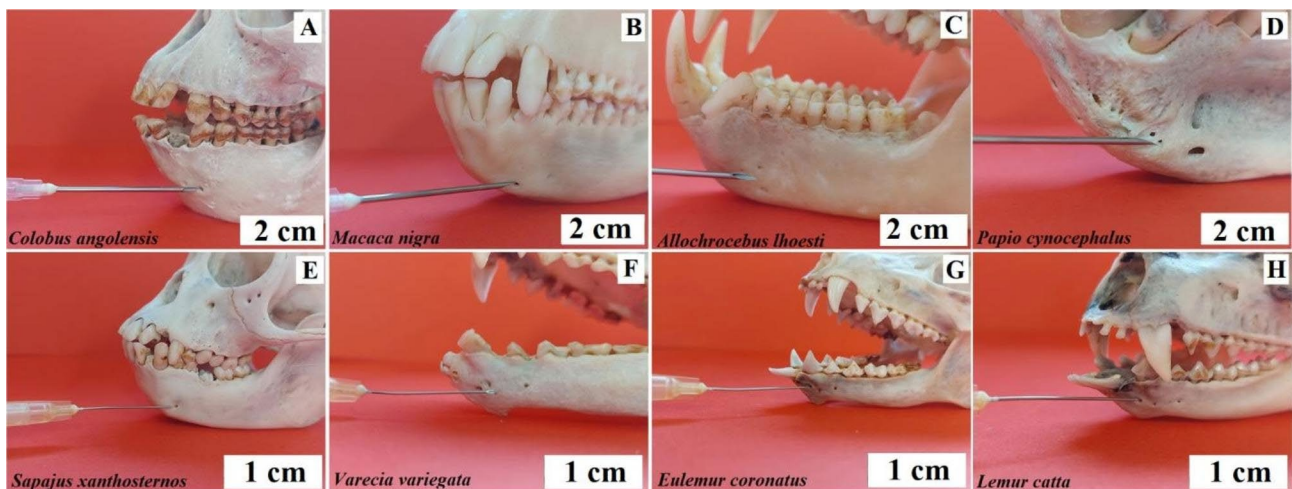 A
Colobus angolensis
2 cm
B
Macaca nigra
2 cm
C
Allochrocebus lhoesti
2 cm
D
Papio cynocephalus
2 cm
E
Sapajus xanthosternos
1 cm
F
Varecia variegata
1 cm
G
Eulemur coronatus
1 cm
H
Lemur catta
1 cm